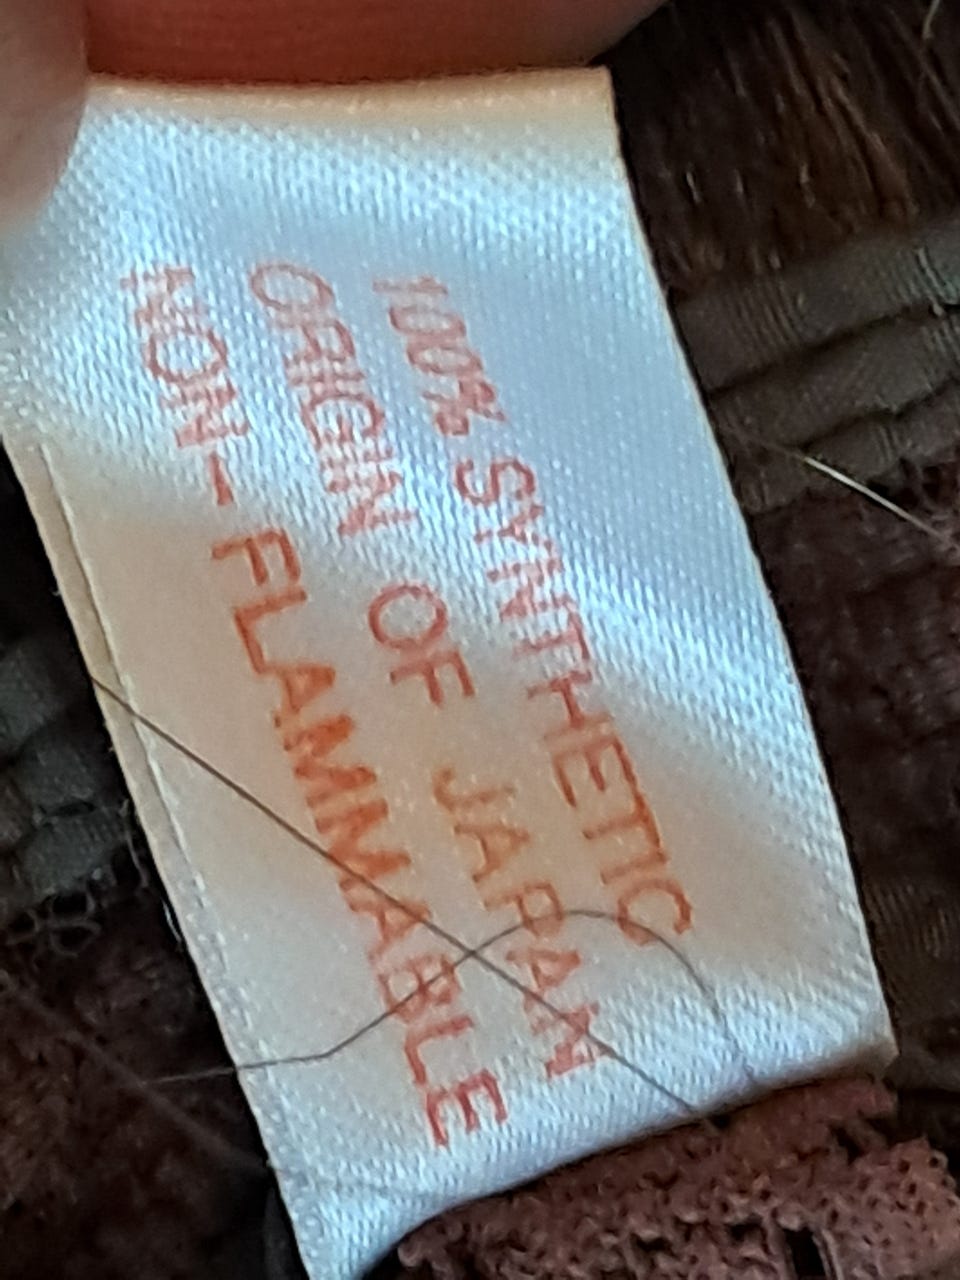 100% SYNTHETIC
ORIGIN OF JAPAN
NON-FLAMMABLE